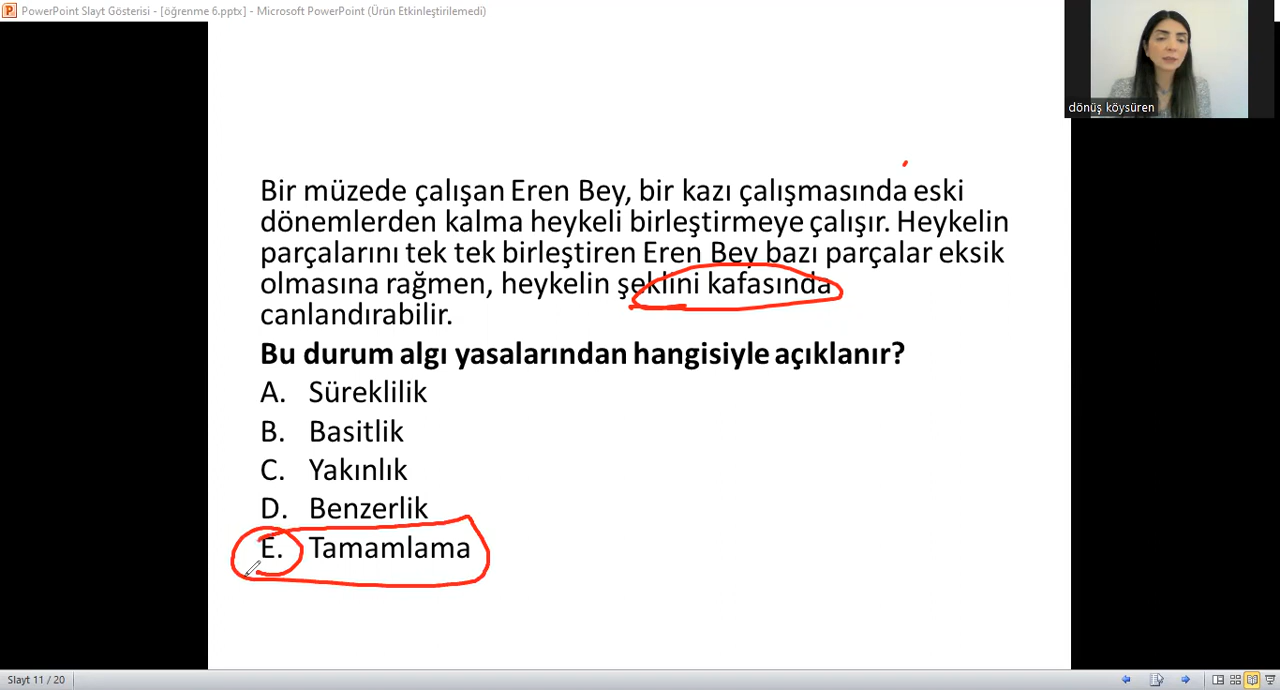 PowerPoint Slayt Gösterisi - [öğrenme 6.pptx] - Microsoft PowerPoint (Ürün Etkinleştirilemedi)
dönüş köysüren
Bir müzede çalışan Eren Bey, bir kazı çalışmasında eski
dönemlerden kalma heykeli birleştirmeye çalışır. Heykelin
parçalarını tek tek birleştiren Eren Bey bazı parçalar eksik
olmasına rağmen, heykelin şeklini kafasında
canlandırabilir.
Bu durum algı yasalarından hangisiyle açıklanır?
A. Süreklilik
B. Basitlik
C. Yakınlık
D. Benzerlik
E. Tamamlama
Slayt 11 / 20